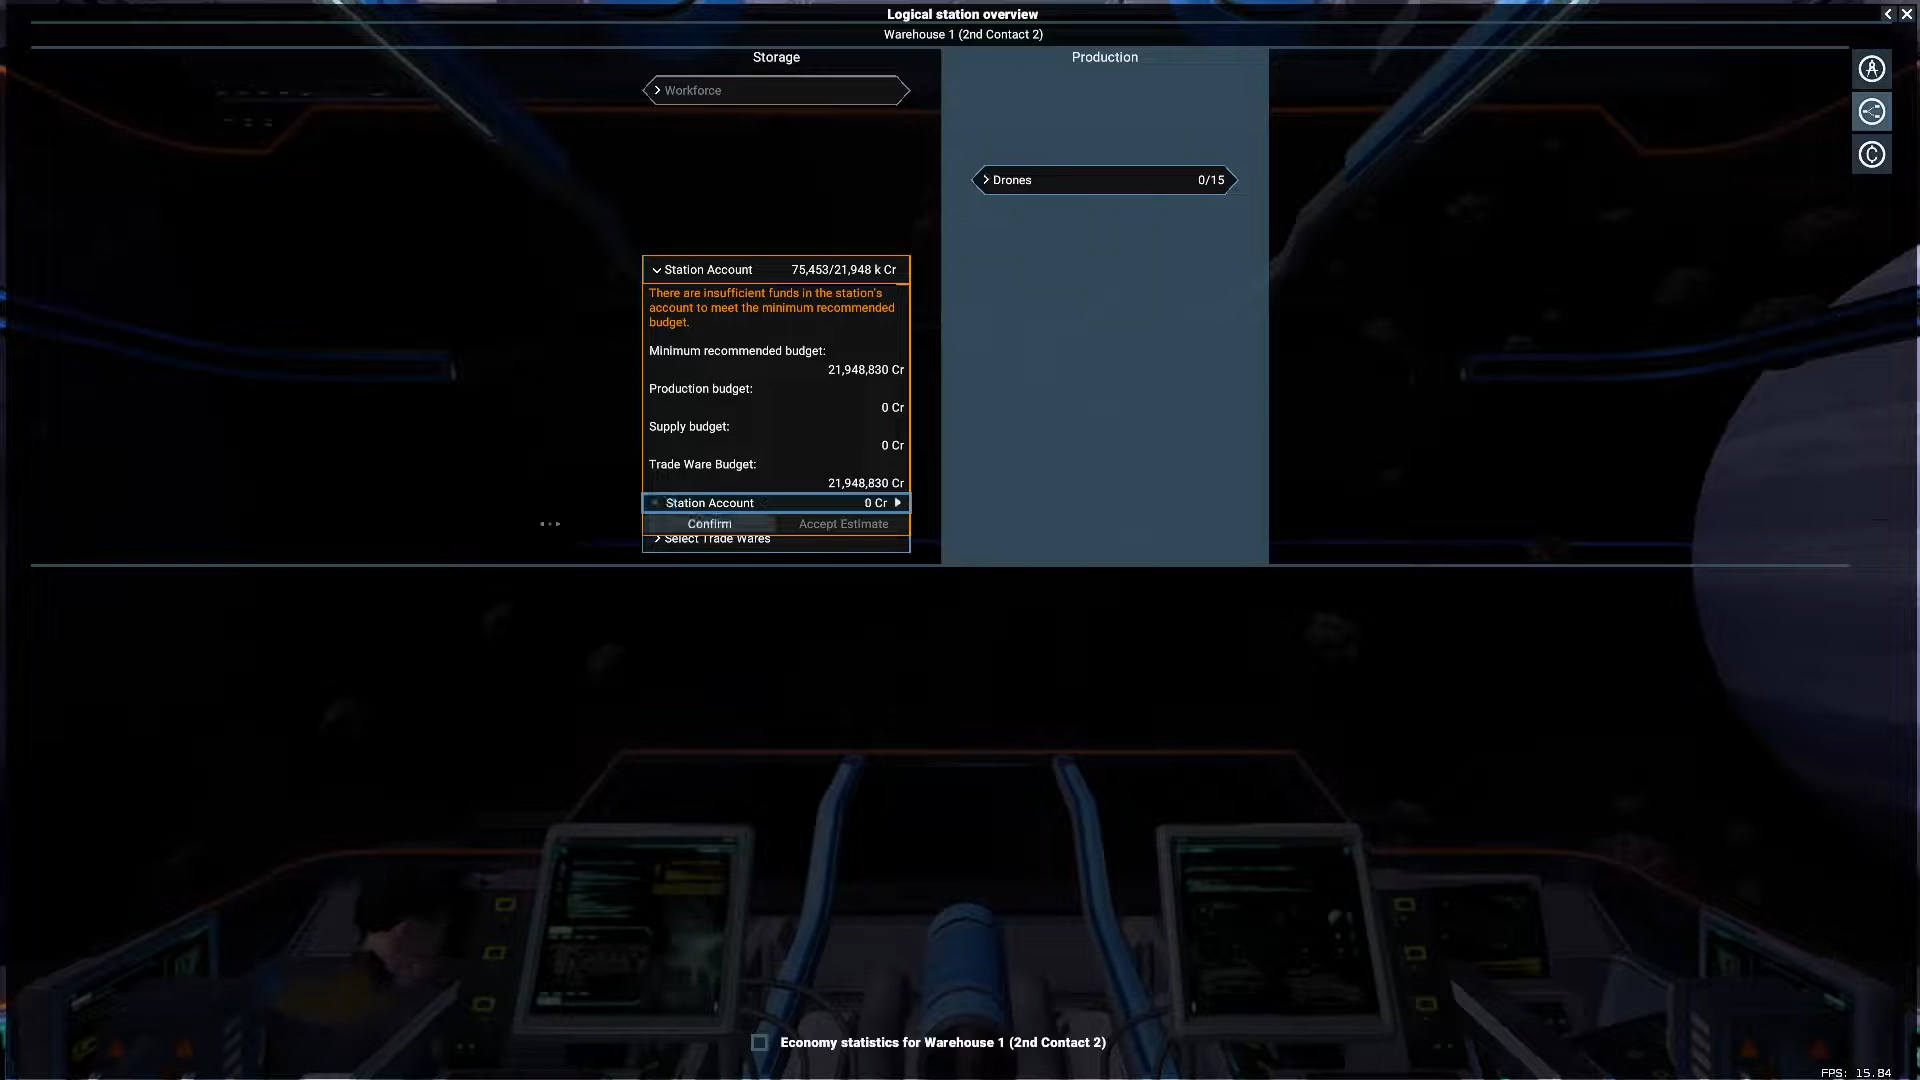 Logical station overview
Warehouse 1 (2nd Contact 2)
Storage
Production
Workforce
Drones 0/15
Station Account 75,453/21,948 k Cr
There are insufficient funds in the station's
account to meet the minimum recommended
budget.
Minimum recommended budget:
21,948,830 Cr
Production budget:
0 Cr
Supply budget:
0 Cr
Trade Ware Budget:
21,948,830 Cr
Station Account 0 Cr
Confirm Accept Estimate
Select Trade Wares
Economy statistics for Warehouse 1 (2nd Contact 2)
FPS: 15.84